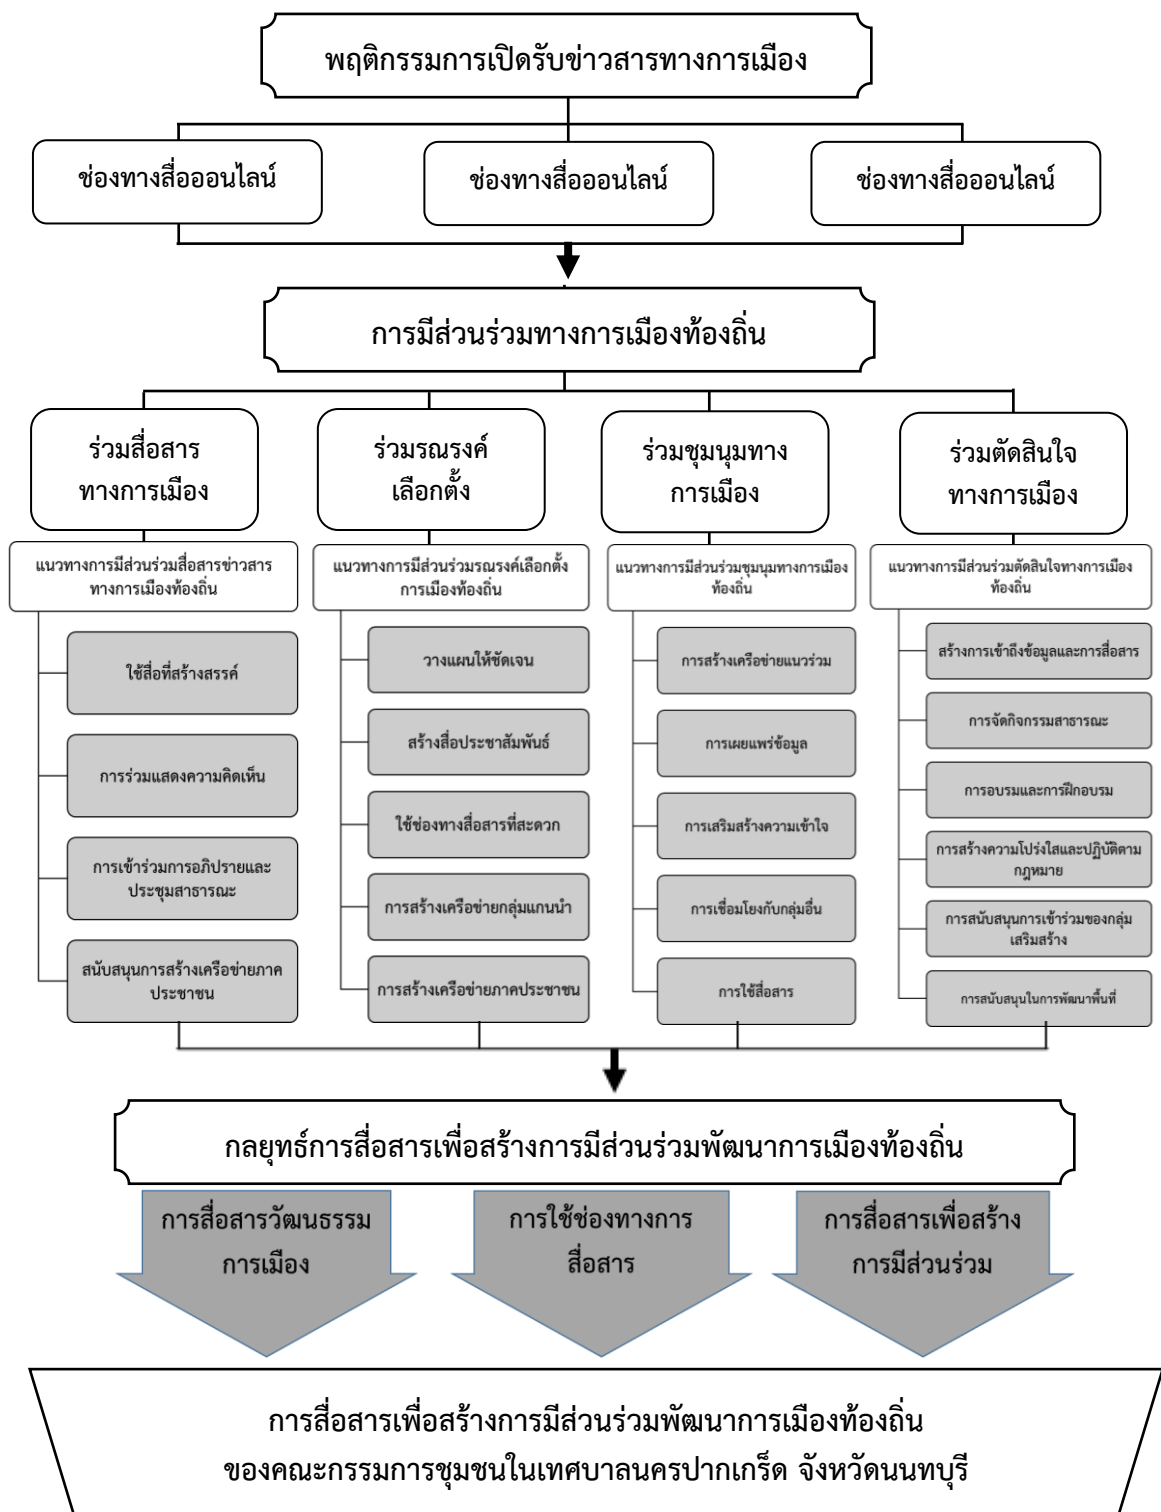 พฤติกรรมการเปิดรับข่าวสารทางการเมือง
ช่องทางสื่อออนไลน์
ช่องทางสื่อออนไลน์
ช่องทางสื่อออนไลน์
การมีส่วนร่วมทางการเมืองท้องถิ่น
ร่วมสื่อสาร
ทางการเมือง
ร่วมรณรงค์
เลือกตั้ง
ร่วมชุมนุมทาง
การเมือง
ร่วมตัดสินใจ
ทางการเมือง
แนวทางการมีส่วนร่วมสื่อสารข่าวสาร
ทางการเมืองท้องถิ่น
ใช้สื่อที่สร้างสรรค์
การร่วมแสดงความคิดเห็น
การเข้าร่วมการอภิปรายและ
ประชุมสาธารณะ
สนับสนุนการสร้างเครือข่ายภาค
ประชาชน
แนวทางการมีส่วนร่วมรณรงค์เลือกตั้ง
การเมืองท้องถิ่น
วางแผนให้ชัดเจน
สร้างสื่อประชาสัมพันธ์
ใช้ช่องทางสื่อสารที่สะดวก
การสร้างเครือข่ายกลุ่มแกนนำ
การสร้างเครือข่ายภาคประชาชน
แนวทางการมีส่วนร่วมชุมนุมทางการเมือง
ท้องถิ่น
การสร้างเครือข่ายแนวร่วม
การเผยแพร่ข้อมูล
การเสริมสร้างความเข้าใจ
การเชื่อมโยงกับกลุ่มอื่น
การใช้สื่อสาร
แนวทางการมีส่วนร่วมตัดสินใจทางการเมือง
ท้องถิ่น
สร้างการเข้าถึงข้อมูลและการสื่อสาร
การจัดกิจกรรมสาธารณะ
การอบรมและการฝึกอบรม
การสร้างความโปร่งใสและปฏิบัติตาม
กฎหมาย
การสนับสนุนการเข้าร่วมของกลุ่ม
เสริมสร้าง
การสนับสนุนในการพัฒนาพื้นที่
กลยุทธ์การสื่อสารเพื่อสร้างการมีส่วนร่วมพัฒนาการเมืองท้องถิ่น
การสื่อสารวัฒนธรรม
การเมือง
การใช้ช่องทางการ
สื่อสาร
การสื่อสารเพื่อสร้าง
การมีส่วนร่วม
การสื่อสารเพื่อสร้างการมีส่วนร่วมพัฒนาการเมืองท้องถิ่น
ของคณะกรรมการชุมชนในเทศบาลนครปากเกร็ด จังหวัดนนทบุรี